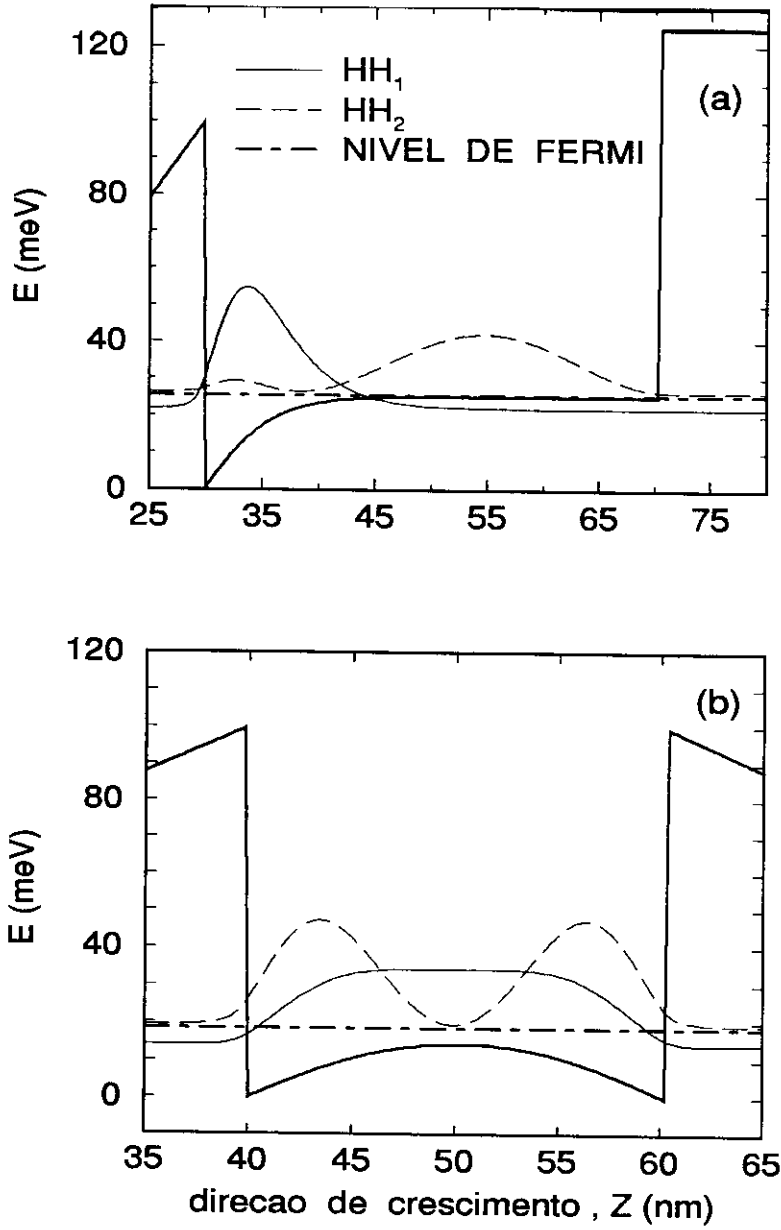 120
80
40
0
E (meV)
HH1
HH2
NIVEL DE FERMI
(a)
25 35 45 55 65 75
120
80
40
0
E (meV)
(b)
35 40 45 50 55 60 65
direcao de crescimento , Z (nm)